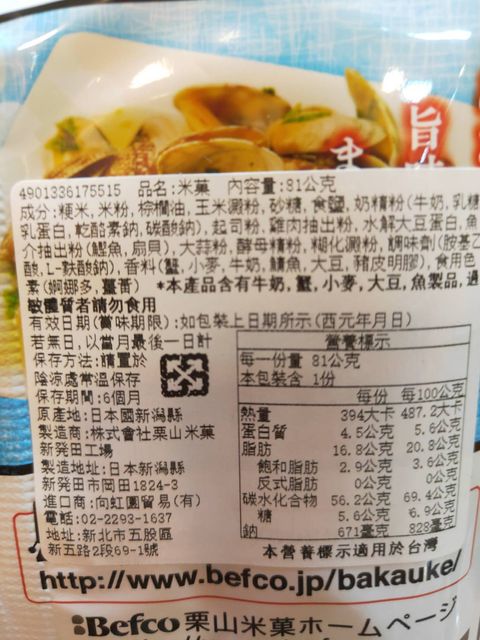 旨味
ま
4901336175515 品名:米菓 內容量:81公克
成分:粳米,米粉,棕櫚油,玉米澱粉,砂糖,食鹽,奶精粉(牛奶,乳糖
乳蛋白,乾酪素鈉,碳酸鈉),起司粉,雞肉抽出粉,水解大豆蛋白,魚
介抽出粉(鰹魚,扇貝),大蒜粉,酵母精粉,糊化澱粉,調味劑(胺基乙
酸,L-麩酸鈉),香料(蟹,小麥,牛奶,鯖魚,大豆,豬皮明膠),食用色
素(婀娜多,薑黃) *本產品含有牛奶,蟹,小麥,大豆,魚製品,過
敏體質者請勿食用
有效日期(賞味期限):如包裝上日期所示(西元年月日)
若無日,以當月最後一日計
保存方法:請置於
陰涼處常溫保存
保存期間:6個月
原產地:日本國新潟縣
製造商:株式會社栗山米菓
新発田工場
製造地址:日本新潟縣
新発田市岡田1824-3
進口商:向虹園貿易(有)
電話:02-2293-1637
地址:新北市五股區
新五路2段69-1號
營養標示
每一份量 81公克
本包裝含 1份
每份 每100公克
熱量 394大卡 487.2大卡
蛋白質 4.5公克 5.6公克
脂肪 16.8公克 20.8公克
飽和脂肪 2.9公克 3.6公克
反式脂肪 0公克 0公克
碳水化合物 56.2公克 69.4公克
糖 5.6公克 6.9公克
鈉 671毫克 828毫克
本營養標示適用於台灣
http://www.befco.jp/bakauke/
Befco 栗山米菓ホームページ